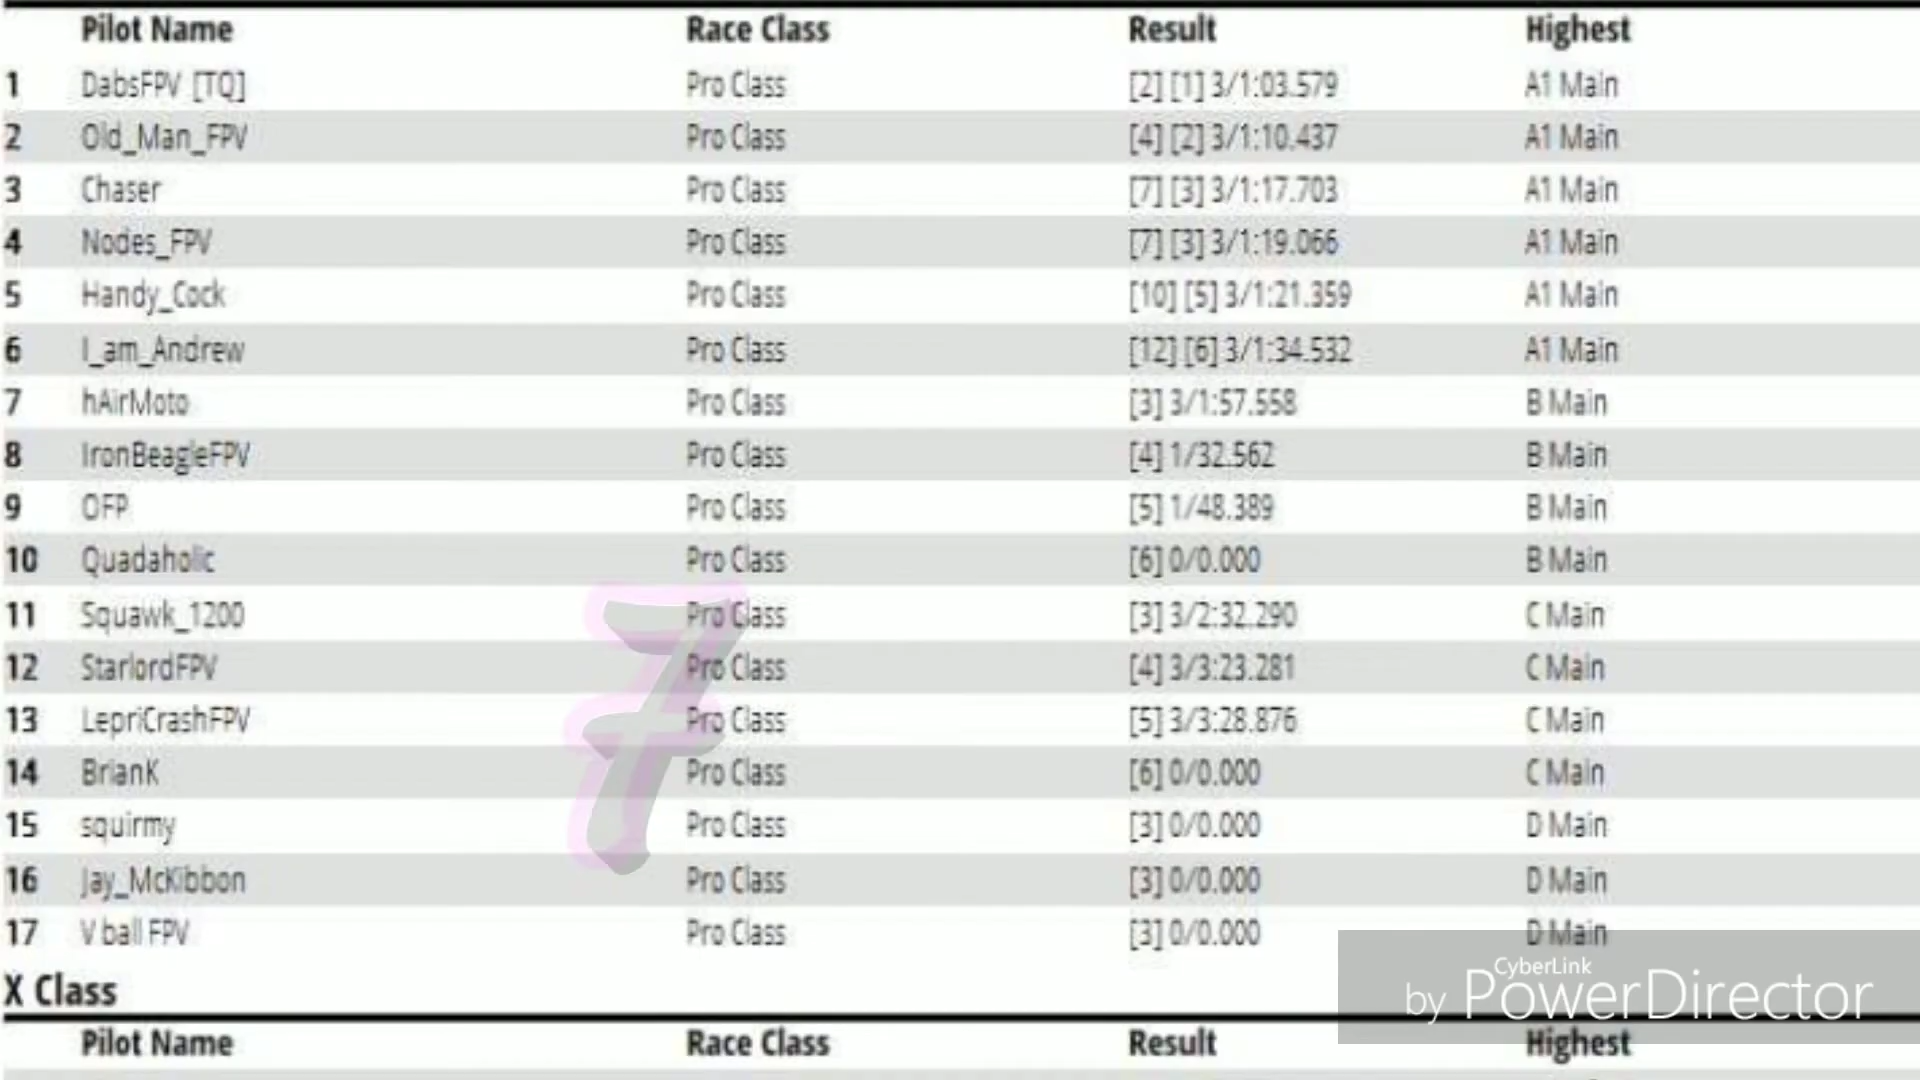 Pilot Name Race Class Result Highest
1 DabsFPV [TQ] Pro Class [2] [1] 3/1:03.579 A1 Main
2 Old_Man_FPV Pro Class [4] [2] 3/1:10.437 A1 Main
3 Chaser Pro Class [7] [3] 3/1:17.703 A1 Main
4 Nodes_FPV Pro Class [7] [3] 3/1:19.066 A1 Main
5 Handy_Cock Pro Class [10] [5] 3/1:21.359 A1 Main
6 I_am_Andrew Pro Class [12] [6] 3/1:34.532 A1 Main
7 hAirMoto Pro Class [3] 3/1:57.558 B Main
8 IronBeagleFPV Pro Class [4] 1/32.562 B Main
9 OFP Pro Class [5] 1/48.389 B Main
10 Quadaholic Pro Class [6] 0/0.000 B Main
11 Squawk_1200 Pro Class [3] 3/2:32.290 C Main
12 StarlordFPV Pro Class [4] 3/3:23.281 C Main
13 LepriCrashFPV Pro Class [5] 3/3:28.876 C Main
7
14 BrianK Pro Class [6] 0/0.000 C Main
15 squirmy Pro Class [3] 0/0.000 D Main
16 Jay_McKibbon Pro Class [3] 0/0.000 D Main
17 V ball FPV Pro Class [3] 0/0.000 D Main
X Class
CyberLink
by PowerDirector
Pilot Name Race Class Result Highest